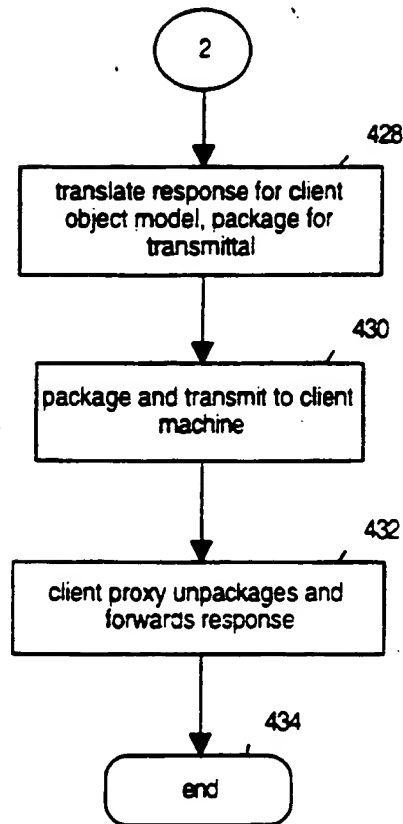 2
428
translate response for client
object model, package for
transmittal
430
package and transmit to client
machine
432
client proxy unpackages and
forwards response
434
end